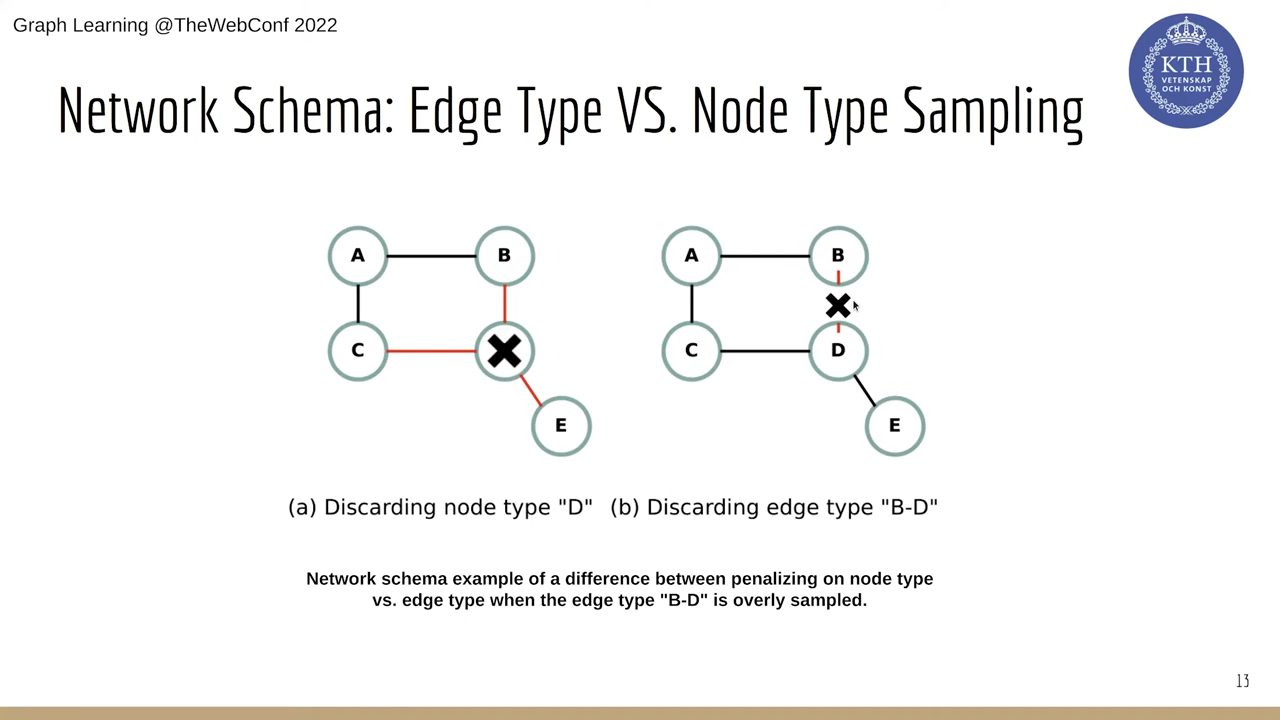 Graph Learning @TheWebConf 2022
KTH
VETENSKAP
OCH KONST
Network Schema: Edge Type VS. Node Type Sampling
A
B
A
B
C
C
D
E
E
(a) Discarding node type "D"
(b) Discarding edge type "B-D"
Network schema example of a difference between penalizing on node type
vs. edge type when the edge type "B-D" is overly sampled.
13